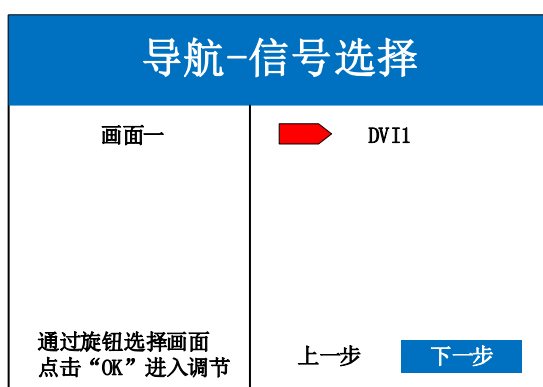 导航-信号选择
画面一
DVI1
通过旋钮选择画面
点击“OK”进入调节
上一步
下一步